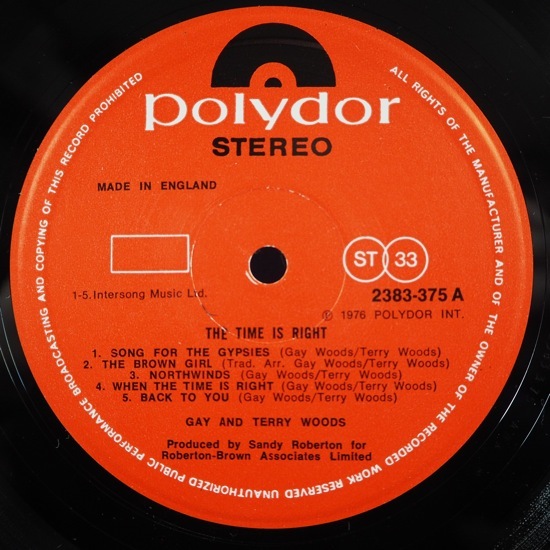 polydor
STEREO
MADE IN ENGLAND
ST 33
1-5. Intersong Music Ltd.
2383-375 A
℗ 1976 POLYDOR INT.
THE TIME IS RIGHT
1. SONG FOR THE GYPSIES (Gay Woods/Terry Woods)
2. THE BROWN GIRL (Trad. Arr. Gay Woods/Terry Woods)
3. NORTHWINDS (Gay Woods/Terry Woods)
4. WHEN THE TIME IS RIGHT (Gay Woods/Terry Woods)
5. BACK TO YOU (Gay Woods/Terry Woods)
GAY AND TERRY WOODS
Produced by Sandy Roberton for
Roberton-Brown Associates Limited
ALL RIGHTS OF THE MANUFACTURER AND OF THE OWNER OF THE RECORDED WORK RESERVED UNAUTHORIZED PUBLIC PERFORMANCE BROADCASTING AND COPYING OF THIS RECORD PROHIBITED